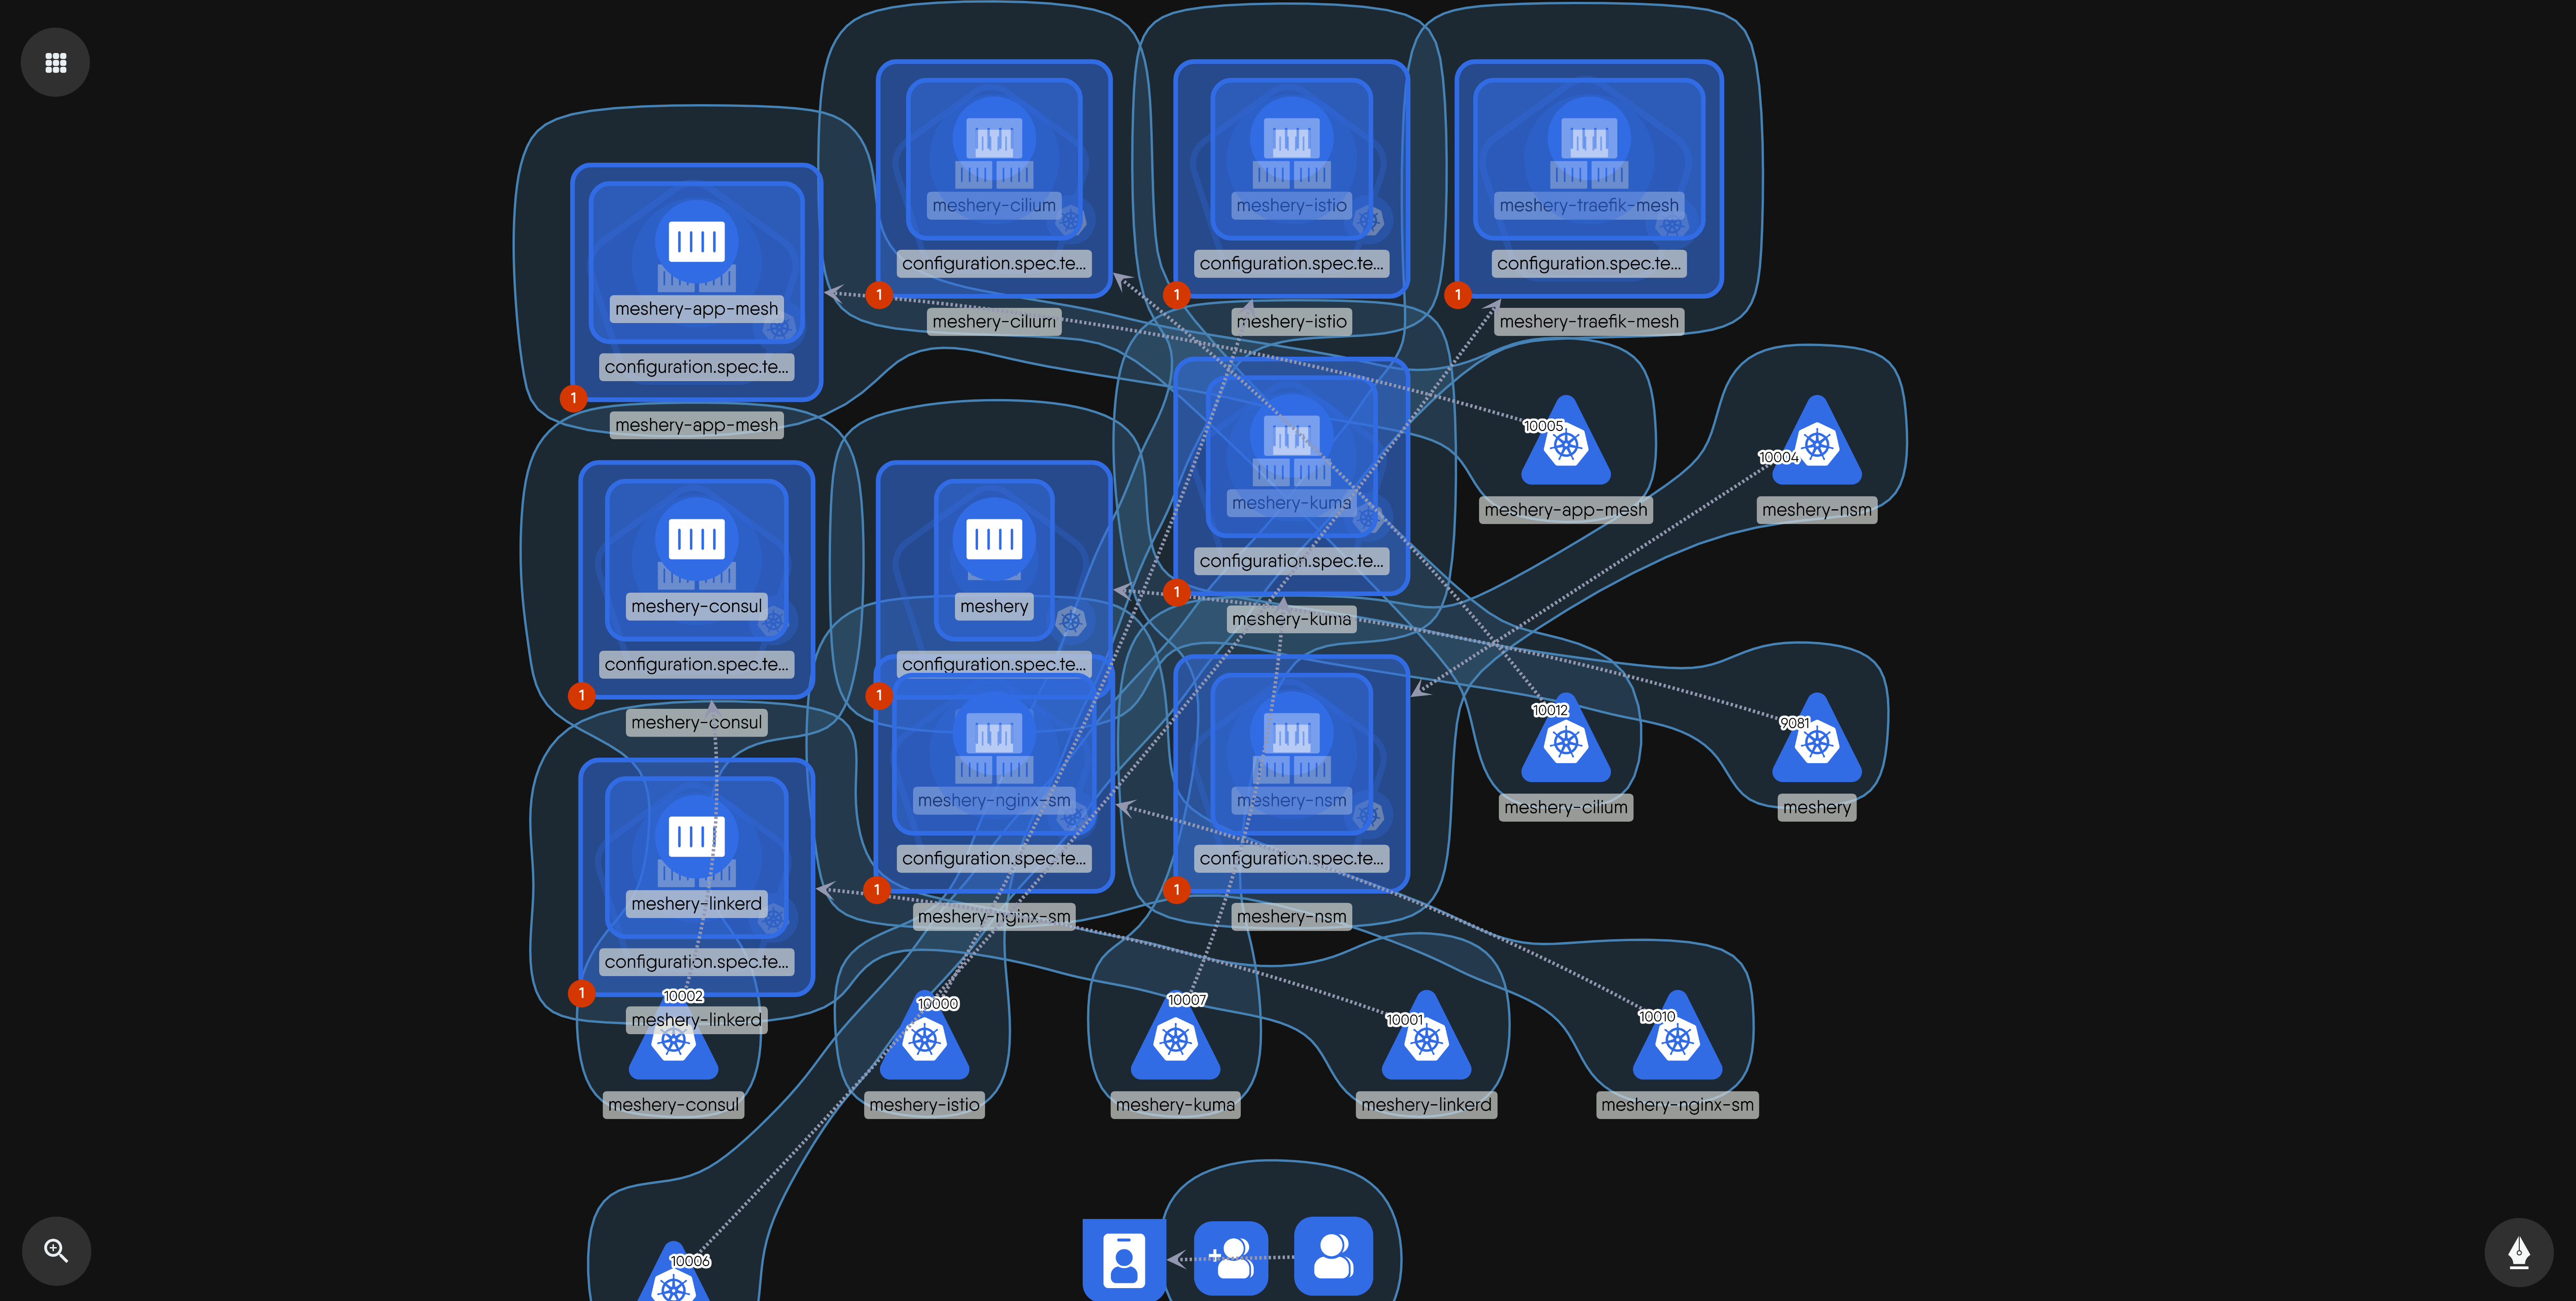 meshery-cilium
configuration.spec.te...
1
meshery-cilium
meshery-istio
configuration.spec.te...
1
meshery-istio
meshery-traefik-mesh
configuration.spec.te...
1
meshery-traefik-mesh
meshery-app-mesh
configuration.spec.te...
1
meshery-app-mesh
meshery-kuma
configuration.spec.te...
1
meshery-kuma
10005
meshery-app-mesh
10004
meshery-nsm
meshery-consul
configuration.spec.te...
1
meshery-consul
meshery
configuration.spec.te...
1
meshery-nginx-sm
configuration.spec.te...
1
meshery-nginx-sm
meshery-nsm
configuration.spec.te...
1
meshery-nsm
10012
meshery-cilium
9081
meshery
meshery-linkerd
configuration.spec.te...
1
meshery-linkerd
10002
meshery-consul
10000
meshery-istio
10007
meshery-kuma
10001
meshery-linkerd
10010
meshery-nginx-sm
10006